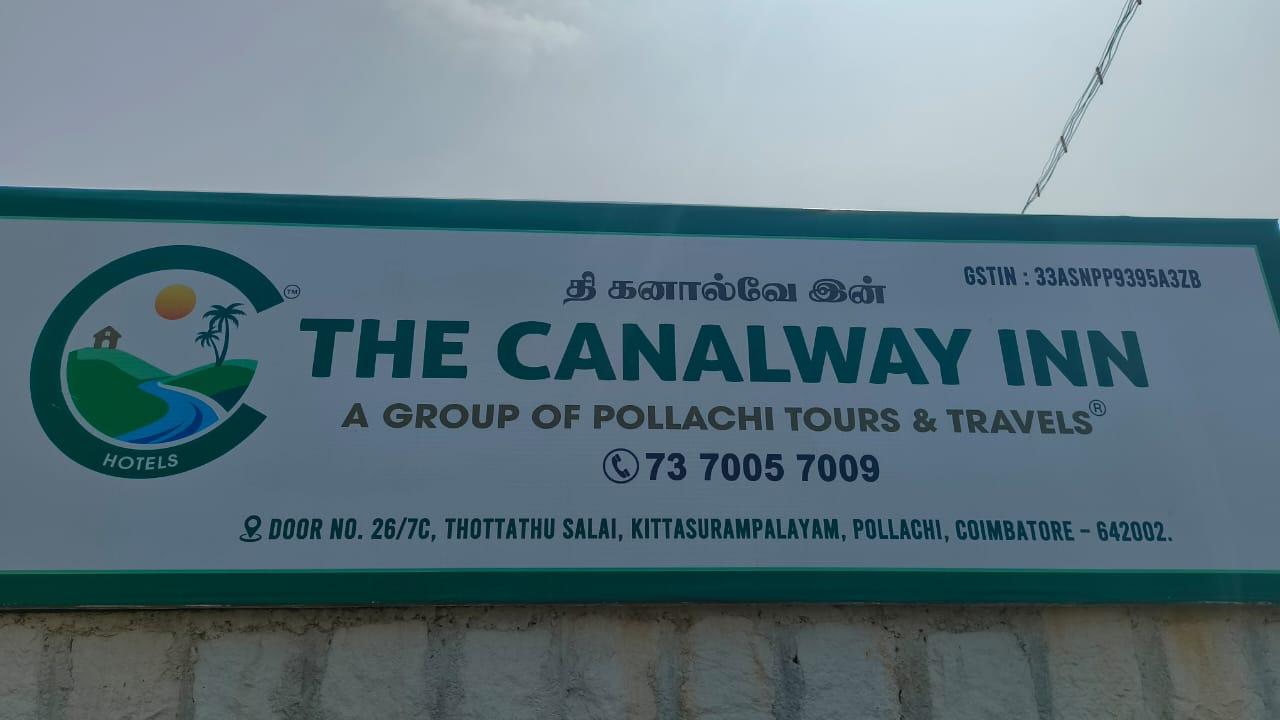 GSTIN : 33ASNPP9395A3ZB
தி கனால்வே இன்
THE CANALWAY INN
A GROUP OF POLLACHI TOURS & TRAVELS®
73 7005 7009
DOOR NO. 26/7C, THOTTATHU SALAI, KITTASURAMPALAYAM, POLLACHI, COIMBATORE - 642002.
™
HOTELS